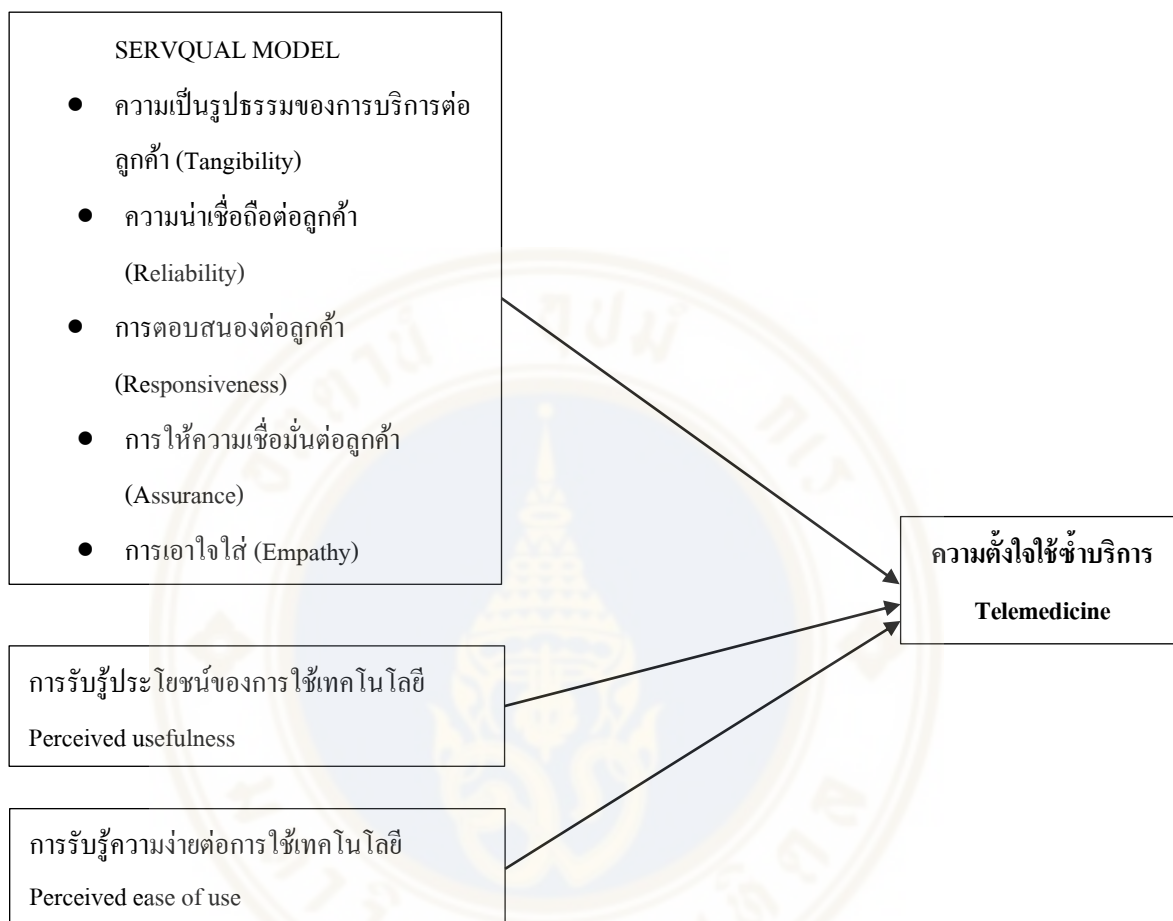 SERVQUAL MODEL
● ความเป็นรูปธรรมของการบริการต่อ
ลูกค้า (Tangibility)
● ความน่าเชื่อถือต่อลูกค้า
(Reliability)
● การตอบสนองต่อลูกค้า
(Responsiveness)
● การให้ความเชื่อมั่นต่อลูกค้า
(Assurance)
● การเอาใจใส่ (Empathy)
การรับรู้ประโยชน์ของการใช้เทคโนโลยี
Perceived usefulness
การรับรู้ความง่ายต่อการใช้เทคโนโลยี
Perceived ease of use
ความตั้งใจใช้ซ้ำบริการ
Telemedicine